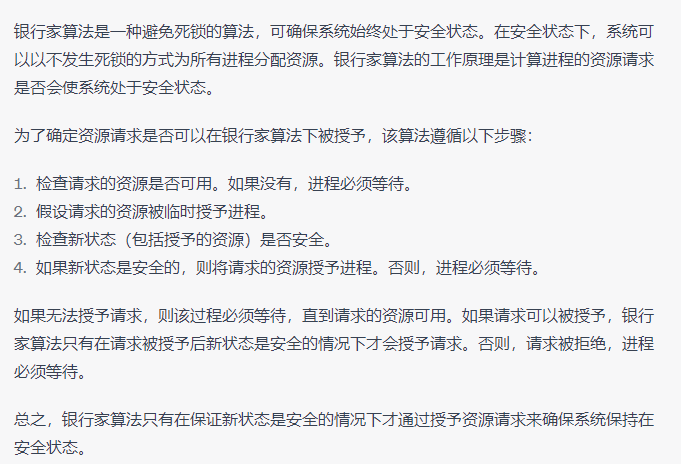 银行家算法是一种避免死锁的算法，可确保系统始终处于安全状态。在安全状态下，系统可
以以不发生死锁的方式为所有进程分配资源。银行家算法的工作原理是计算进程的资源请求
是否会使系统处于安全状态。
为了确定资源请求是否可以在银行家算法下被授予，该算法遵循以下步骤：
1. 检查请求的资源是否可用。如果没有，进程必须等待。
2. 假设请求的资源被临时授予进程。
3. 检查新状态（包括授予的资源）是否安全。
4. 如果新状态是安全的，则将请求的资源授予进程。否则，进程必须等待。
如果无法授予请求，则该过程必须等待，直到请求的资源可用。如果请求可以被授予，银行
家算法只有在请求被授予后新状态是安全的情况下才会授予请求。否则，请求被拒绝，进程
必须等待。
总之，银行家算法只有在保证新状态是安全的情况下才通过授予资源请求来确保系统保持在
安全状态。